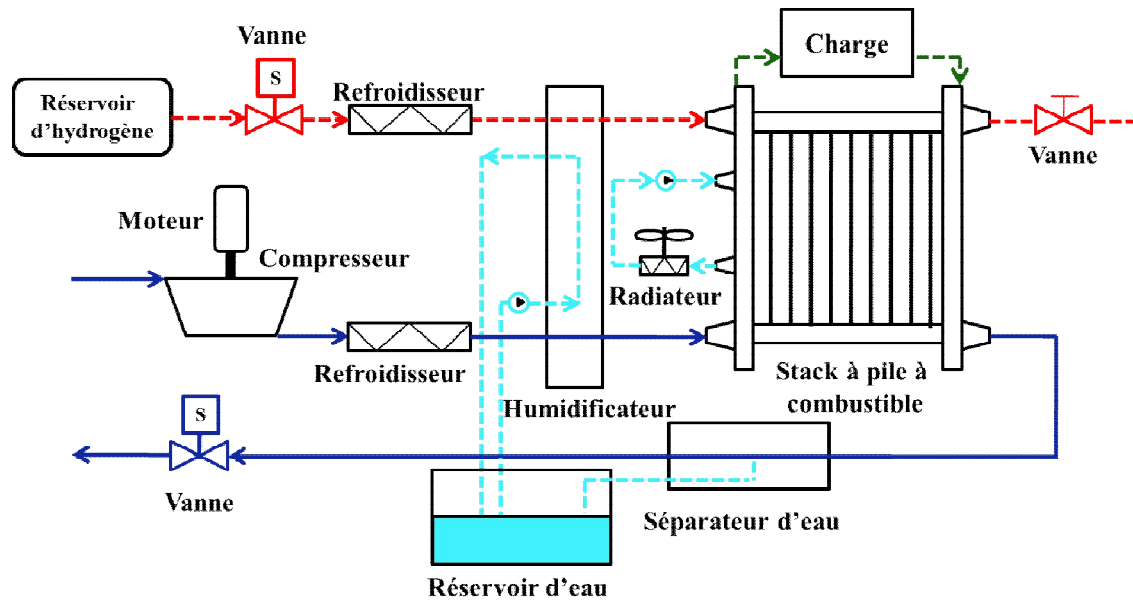 Vanne
S
Charge
Réservoir
d'hydrogène
Refroidisseur
Vanne
Moteur
Compresseur
Radiateur
Refroidisseur
Stack à pile à
combustible
Humidificateur
S
Vanne
Séparateur d'eau
Réservoir d'eau